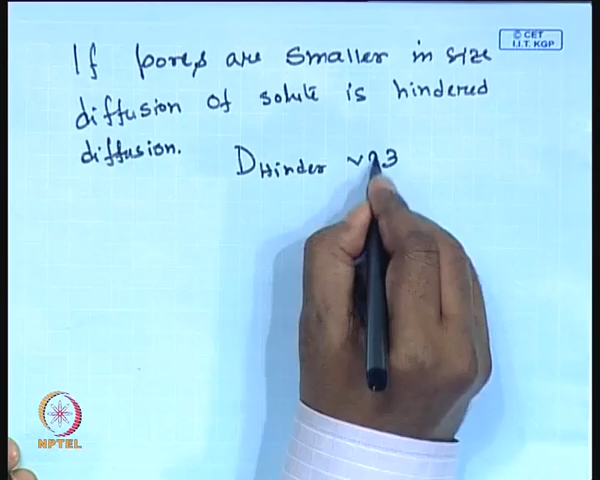 If pores are smaller in size
diffusion of solute is hindered
diffusion. DHinder ~
© CET
I.I.T. KGP
NPTEL